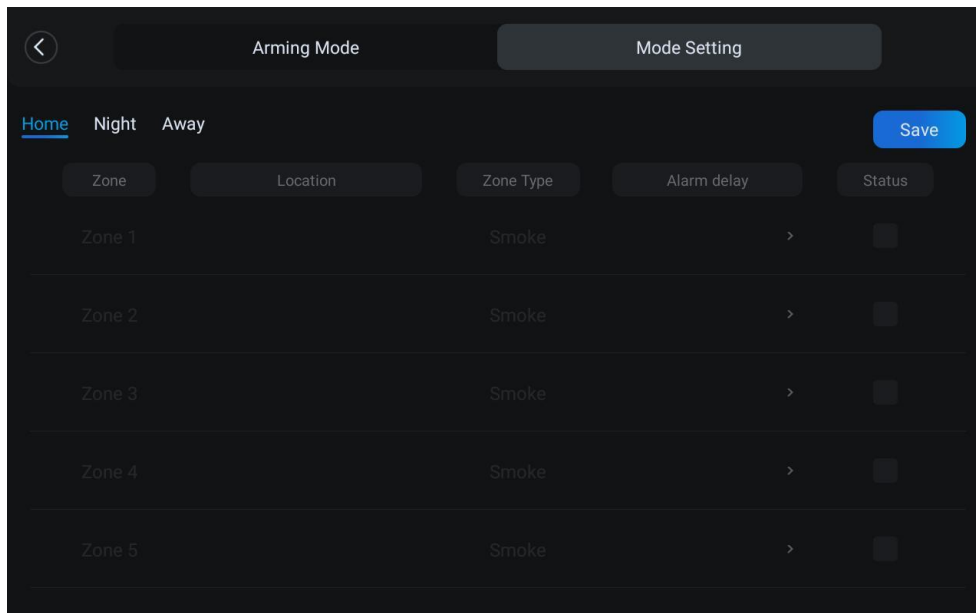 Arming Mode Mode Setting
Home Night Away Save
Zone Location Zone Type Alarm delay Status
Zone 1 Smoke
Zone 2 Smoke
Zone 3 Smoke
Zone 4 Smoke
Zone 5 Smoke